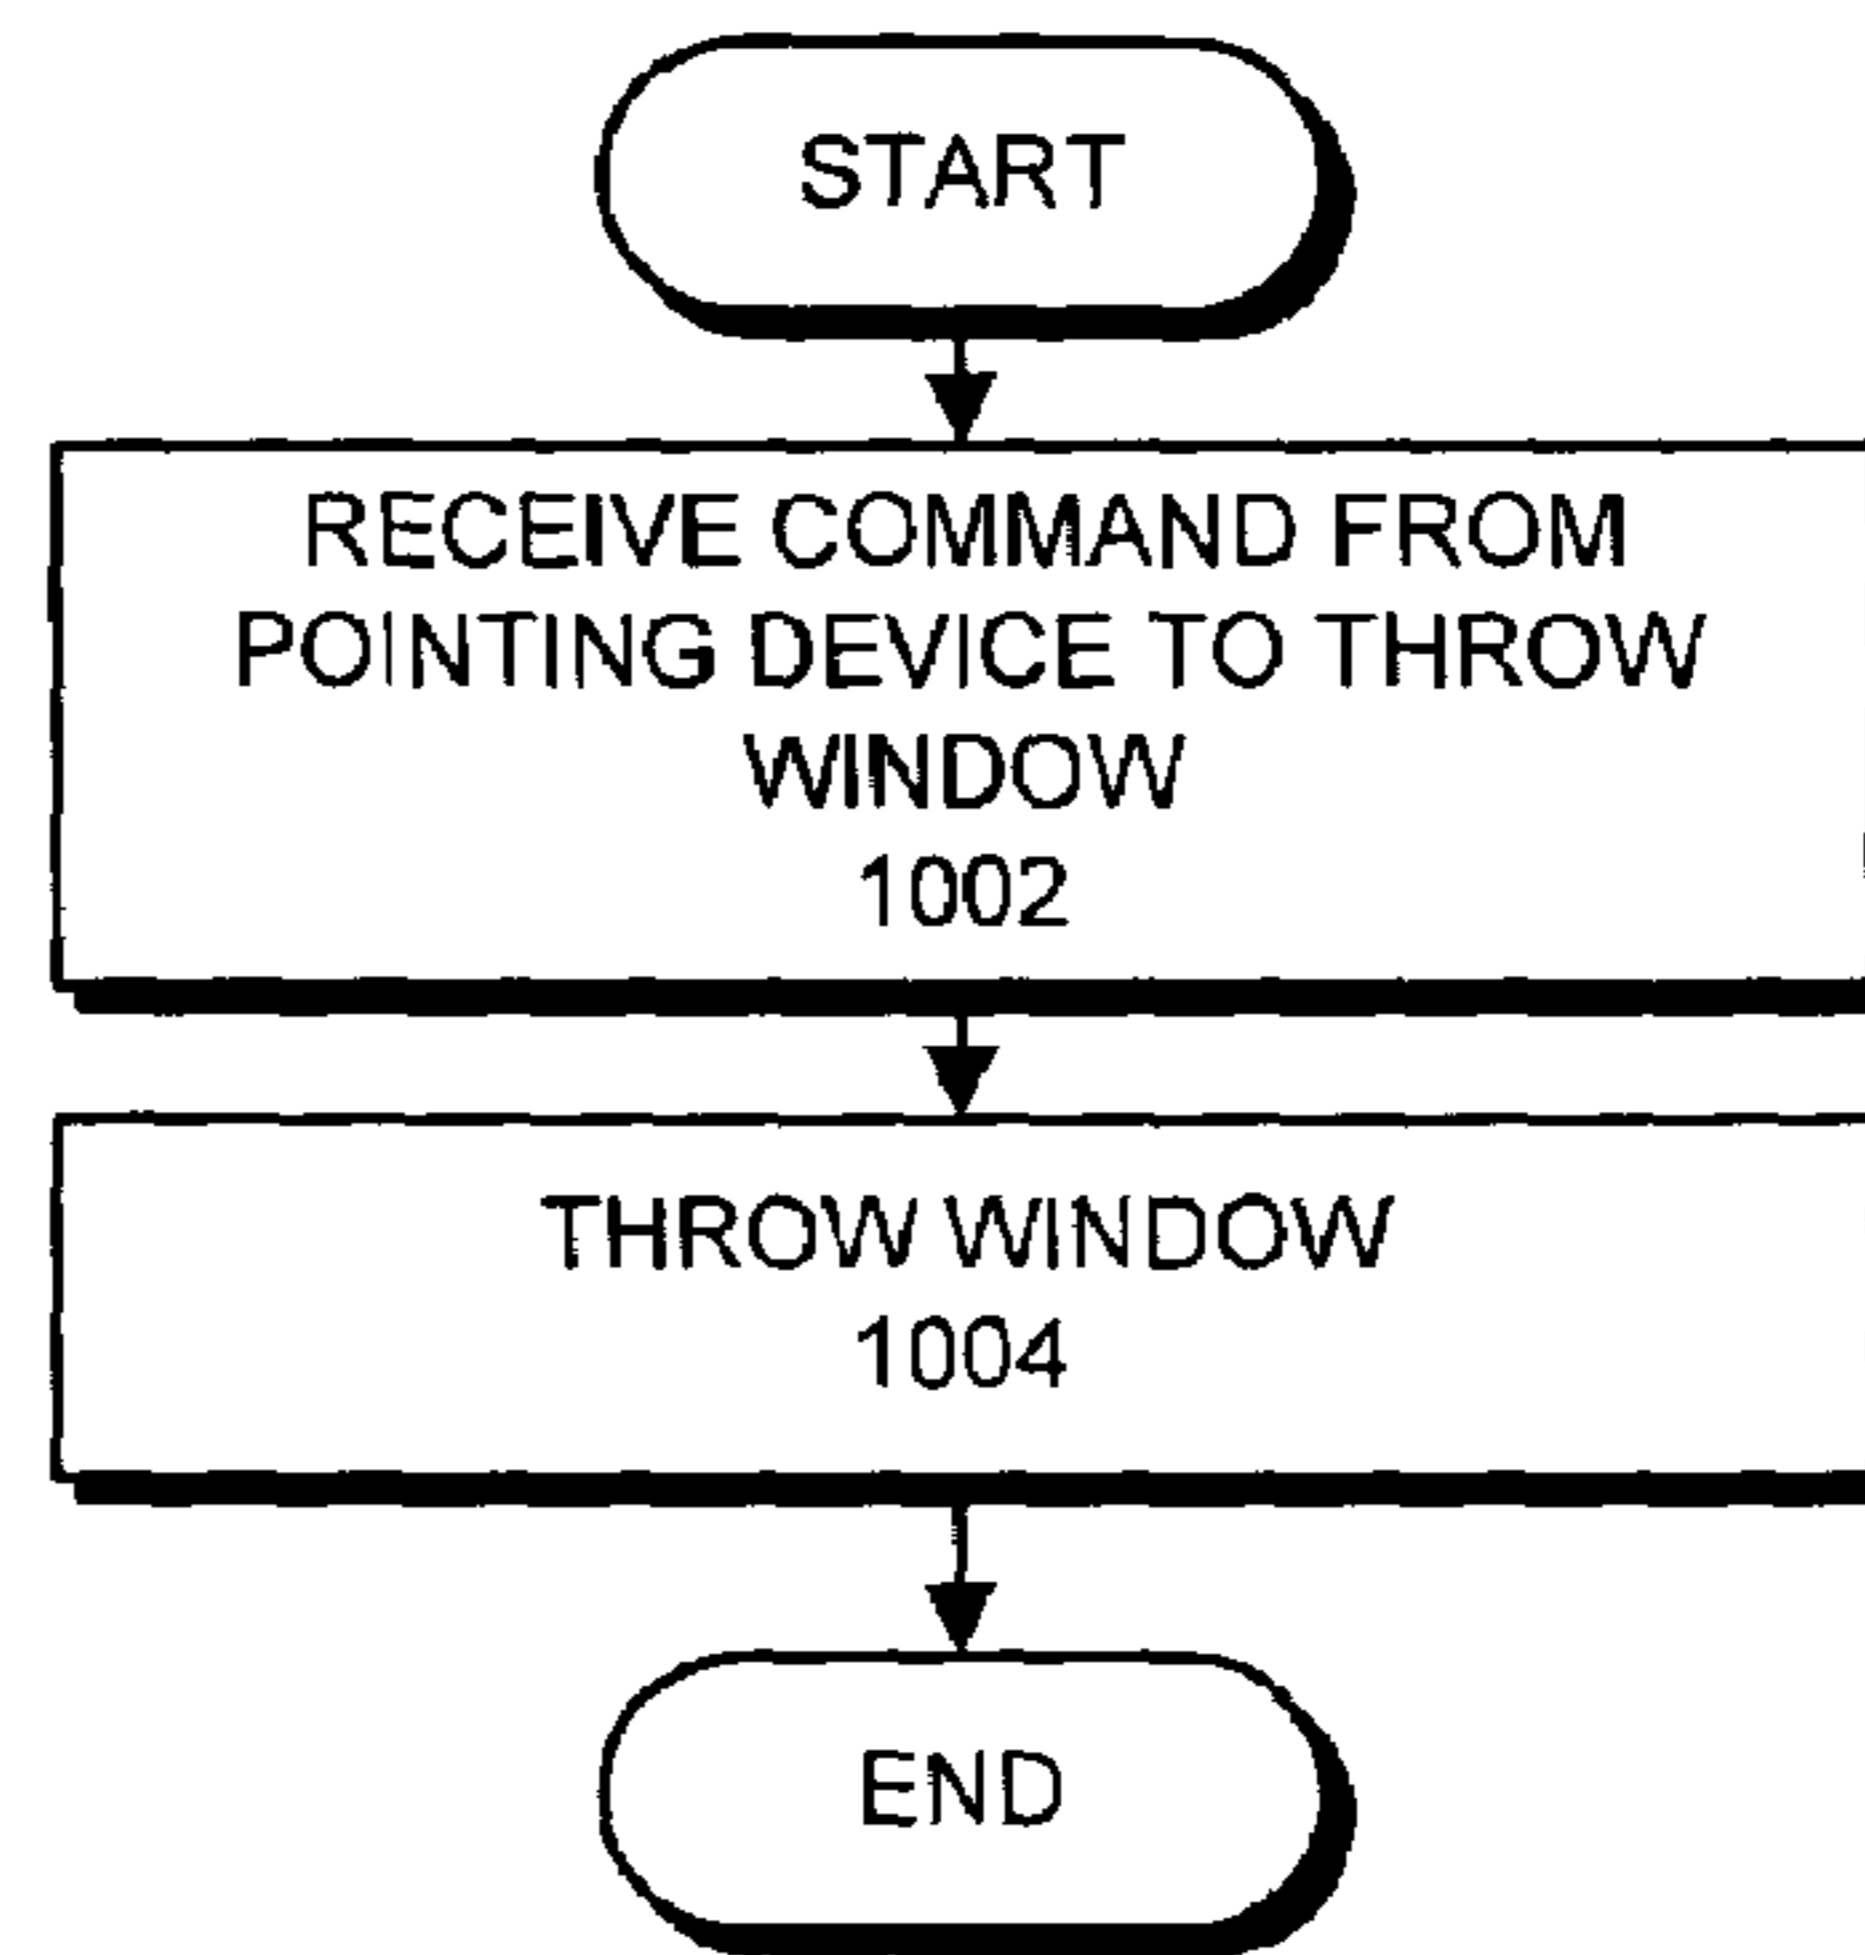 START
RECEIVE COMMAND FROM
POINTING DEVICE TO THROW
WINDOW
1002
THROW WINDOW
1004
END